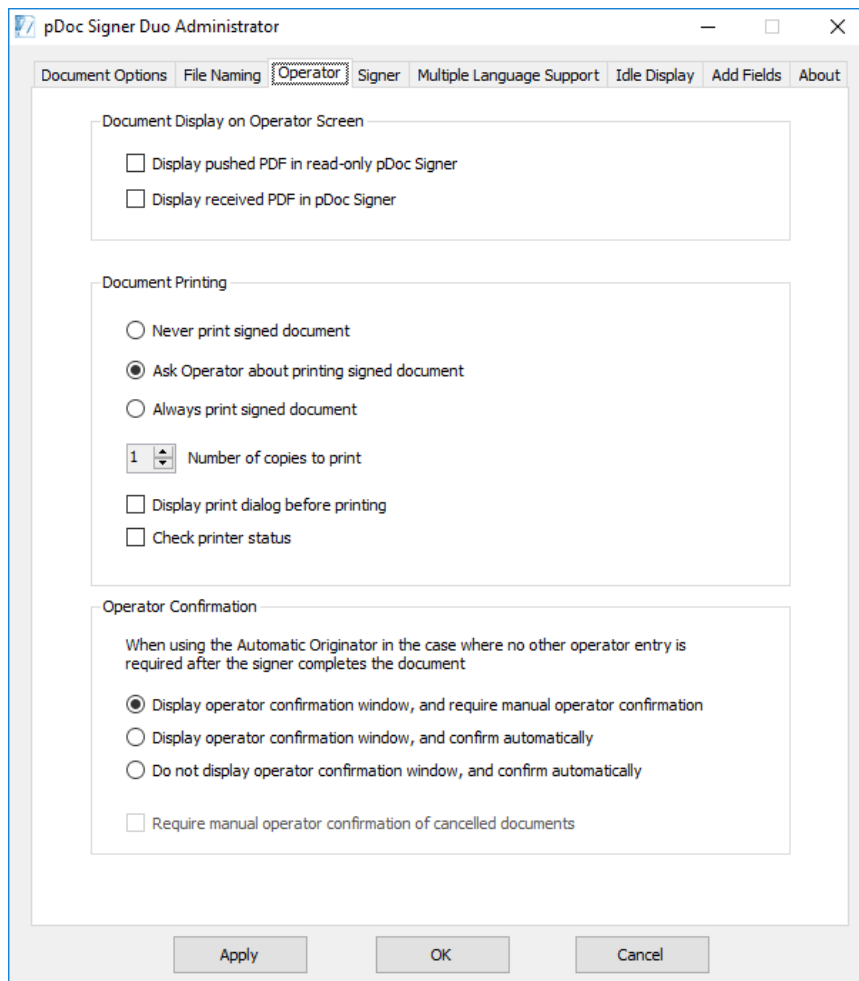 pDoc Signer Duo Administrator
Document Options File Naming Operator Signer Multiple Language Support Idle Display Add Fields About
Document Display on Operator Screen
Display pushed PDF in read-only pDoc Signer
Display received PDF in pDoc Signer
Document Printing
Never print signed document
Ask Operator about printing signed document
Always print signed document
1 Number of copies to print
Display print dialog before printing
Check printer status
Operator Confirmation
When using the Automatic Originator in the case where no other operator entry is
required after the signer completes the document
Display operator confirmation window, and require manual operator confirmation
Display operator confirmation window, and confirm automatically
Do not display operator confirmation window, and confirm automatically
Require manual operator confirmation of cancelled documents
Apply OK Cancel